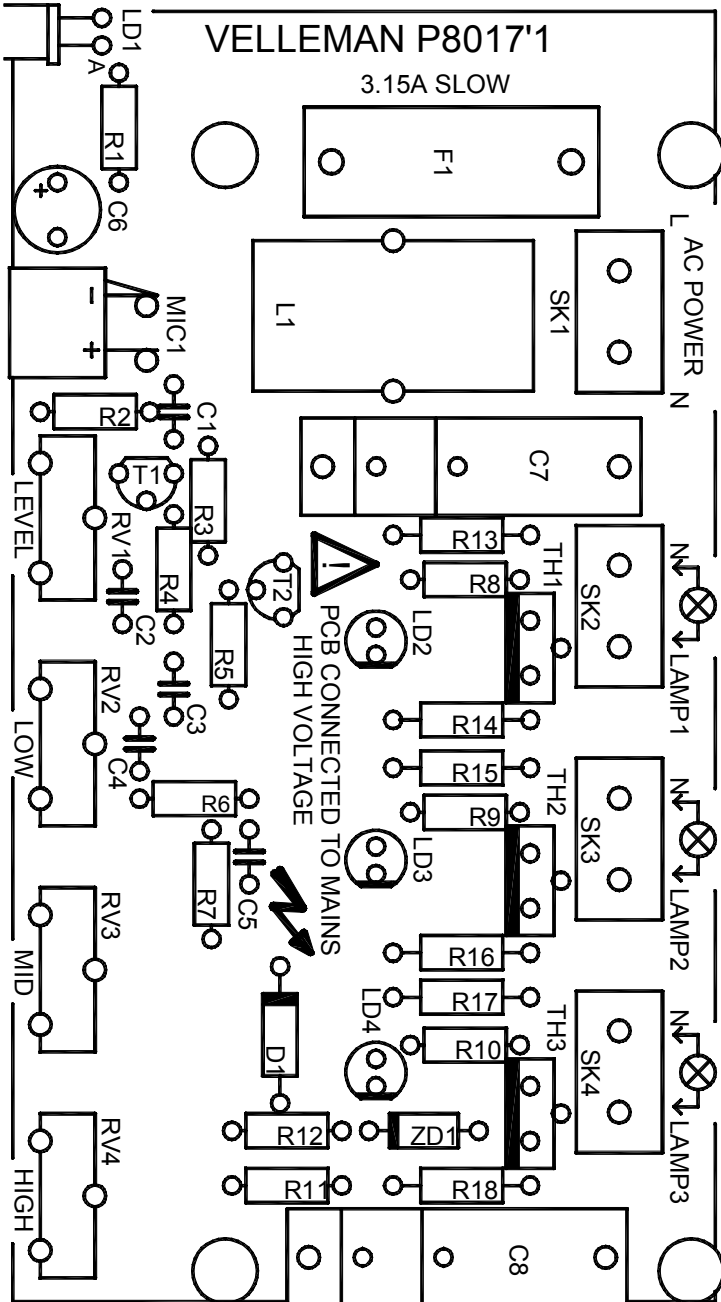 VELLEMAN P8017'1
3.15A SLOW
LD1
A
R1
+
C6
F1
L AC POWER N
L1
SK1
-
+
MIC1
R2
C1
C7
T1
R3
LEVEL
RV1
R4
C2
T2
!
PCB CONNECTED TO MAINS
HIGH VOLTAGE
R13
R8
TH1
SK2
N
LAMP1
LD2
R5
RV2
LOW
C3
C4
R14
R15
R6
R9
TH2
SK3
N
LAMP2
LD3
R7
C5
RV3
MID
R16
R17
LD4
R10
TH3
SK4
N
LAMP3
D1
R12
ZD1
RV4
HIGH
R11
R18
C8